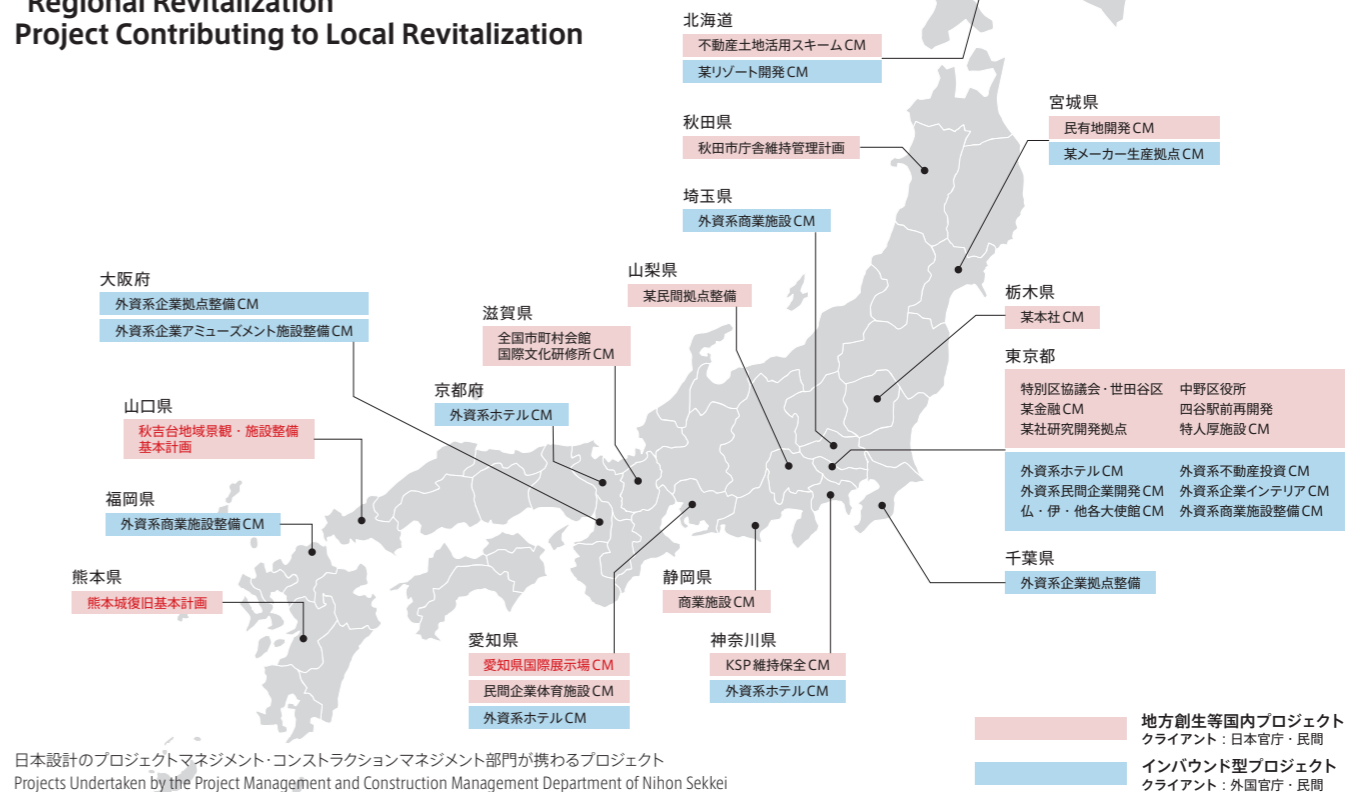 Regional Revitalization
Project Contributing to Local Revitalization
北海道
不動産土地活用スキームCM
某リゾート開発CM
秋田県
秋田市庁舎維持管理計画
宮城県
民有地開発CM
某メーカー生産拠点CM
埼玉県
外資系商業施設CM
山梨県
某民間拠点整備
栃木県
某本社CM
大阪府
外資系企業拠点整備CM
外資系企業アミューズメント施設整備CM
滋賀県
全国市町村会館
国際文化研修所CM
京都府
外資系ホテルCM
東京都
特別区協議会・世田谷区 中野区役所
某金融CM 四谷駅前再開発
某社研究開発拠点 特人厚施設CM
外資系ホテルCM 外資系不動産投資CM
外資系民間企業開発CM 外資系企業インテリアCM
仏・伊・他各大使館CM 外資系商業施設整備CM
山口県
秋吉台地域景観・施設整備
基本計画
福岡県
外資系商業施設整備CM
千葉県
外資系企業拠点整備
熊本県
熊本城復旧基本計画
静岡県
商業施設CM
愛知県
愛知県国際展示場CM
民間企業体育施設CM
外資系ホテルCM
神奈川県
KSP維持保全CM
外資系ホテルCM
地方創生等国内プロジェクト
クライアント：日本官庁・民間
インバウンド型プロジェクト
クライアント：外国官庁・民間
日本設計のプロジェクトマネジメント・コンストラクションマネジメント部門が携わるプロジェクト
Projects Undertaken by the Project Management and Construction Management Department of Nihon Sekkei